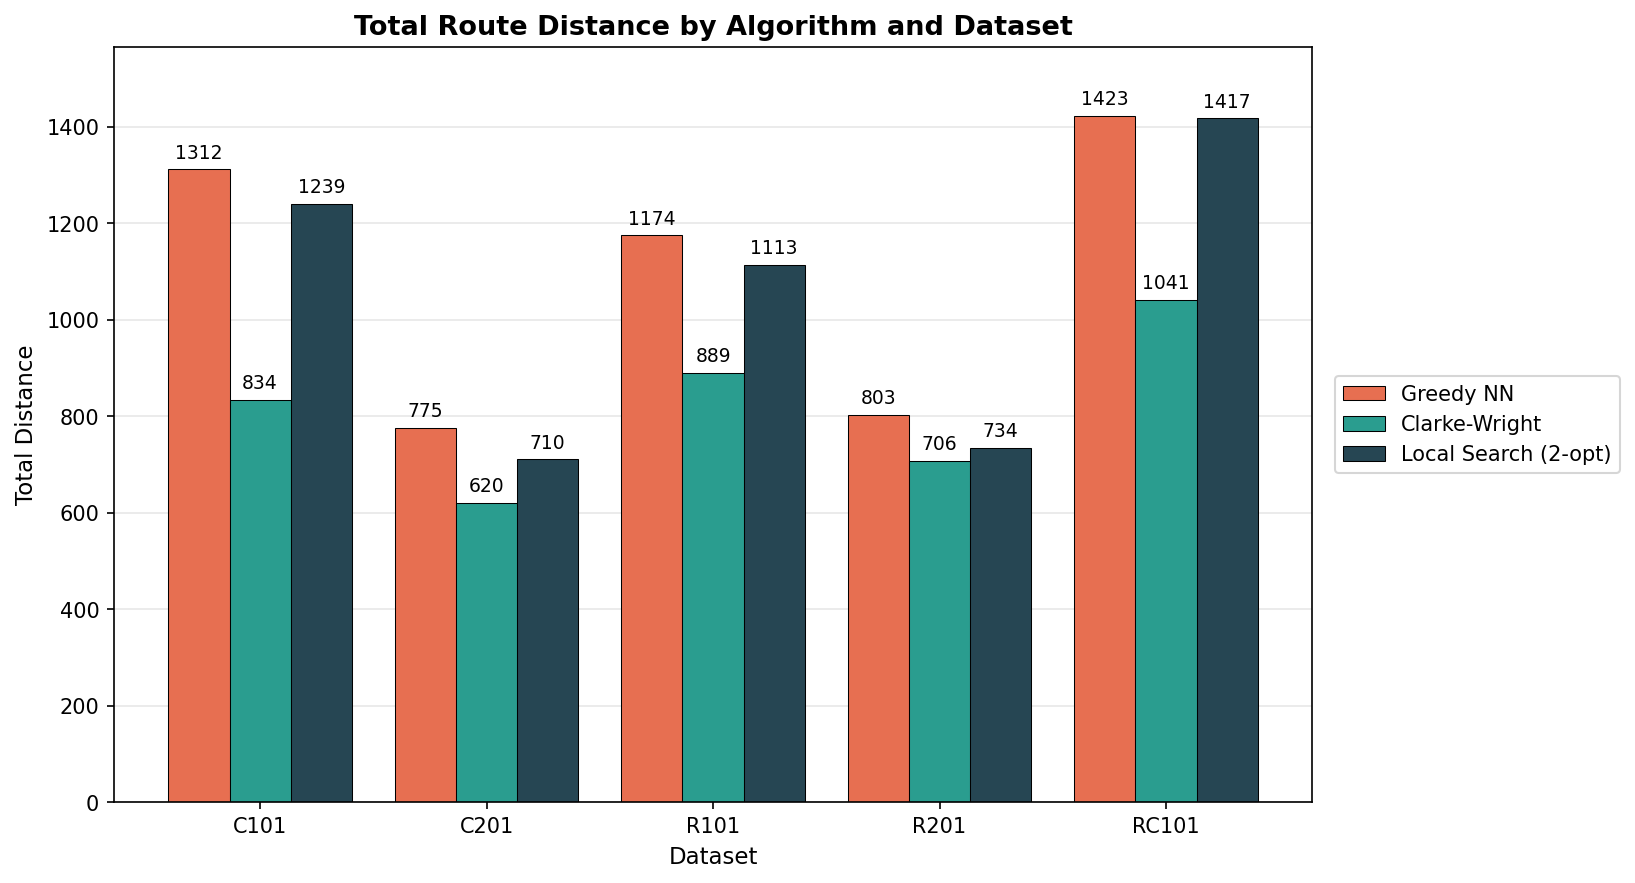 Total Route Distance by Algorithm and Dataset
Total Distance
1400
1200
1000
800
600
400
200
0
1312
834
1239
775
620
710
1174
889
1113
803
706
734
1423
1041
1417
C101
C201
R101
R201
RC101
Dataset
Greedy NN
Clarke-Wright
Local Search (2-opt)